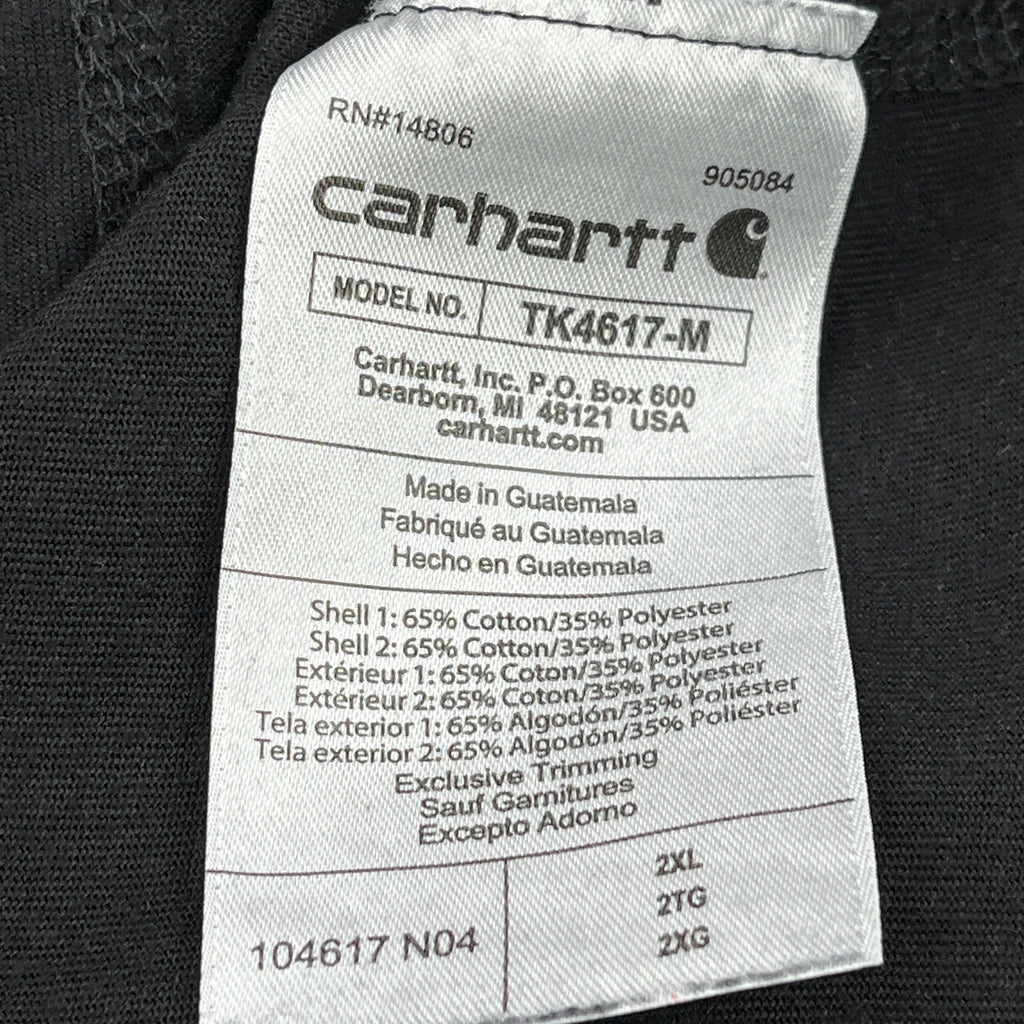 RN#14806
905084
carhartt
MODEL NO. TK4617-M
Carhartt, Inc. P.O. Box 600
Dearborn, MI 48121 USA
carhartt.com
Made in Guatemala
Fabriqué au Guatemala
Hecho en Guatemala
Shell 1: 65% Cotton/35% Polyester
Shell 2: 65% Cotton/35% Polyester
Extérieur 1: 65% Coton/35% Polyester
Extérieur 2: 65% Coton/35% Polyester
Tela exterior 1: 65% Algodón/35% Poliéster
Tela exterior 2: 65% Algodón/35% Poliéster
Exclusive Trimming
Sauf Garnitures
Excepto Adorno
104617 N04
2XL
2TG
2XG